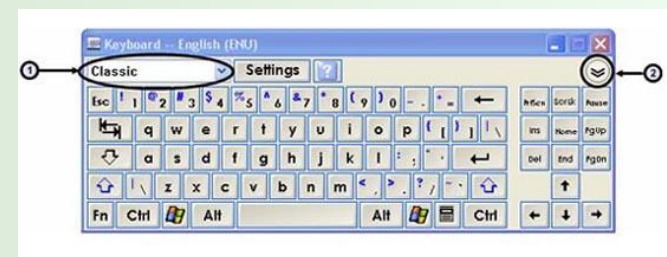 Keyboard -- English (ENU)
1 Classic Settings ? 2
Esc ! 1 @ 2 # 3 $ 4 % 5 ^ 6 & 7 * 8 ( 9 ) 0 _ - + = ← PrtScn ScrLk Pause
q w e r t y u i o p { [ } ] | \ Ins Home PgUp
a s d f g h j k l : ; " ' Del End PgDn
| \ z x c v b n m < , > . ? / ~ ` ↑
Fn Ctrl Alt Alt Ctrl ← ↓ →